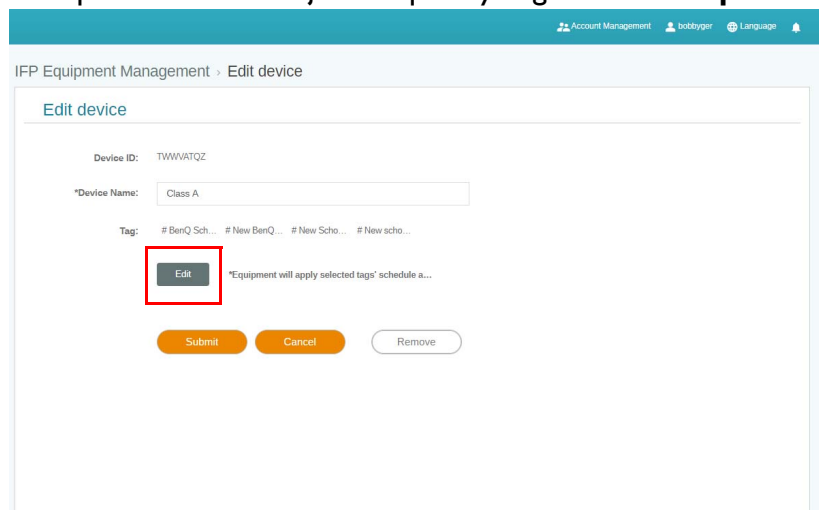 Account Management bobbyger Language
IFP Equipment Management › Edit device
Edit device
Device ID: TWWVATQZ
*Device Name: Class A
Tag: # BenQ Sch... # New BenQ... # New Scho... # New scho...
Edit *Equipment will apply selected tags' schedule a...
Submit Cancel Remove